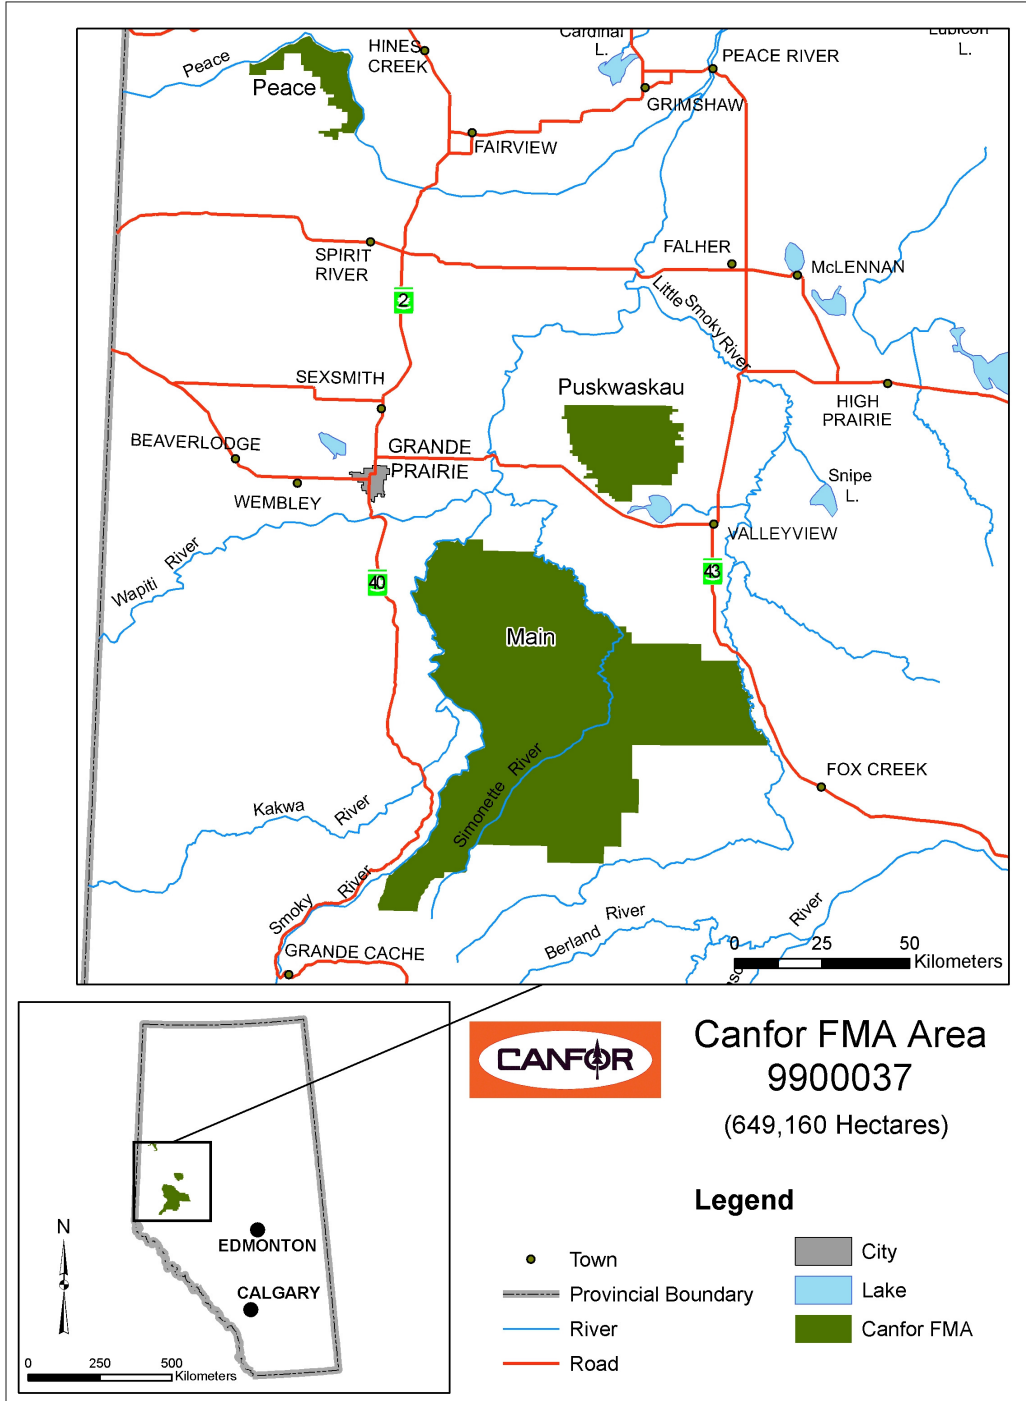 Cardinal
L.
Lubicon
L.
HINES
CREEK
PEACE RIVER
Peace
Peace
GRIMSHAW
FAIRVIEW
FALHER
SPIRIT
RIVER
McLENNAN
Little Smoky River
2
SEXSMITH
Puskwaskau
HIGH
PRAIRIE
BEAVERLODGE
GRANDE
PRAIRIE
WEMBLEY
Snipe
L.
VALLEYVIEW
Wapiti River
40
43
Main
Simonette River
FOX CREEK
Kakwa River
Smoky River
Berland River
River
GRANDE CACHE
0 25 50
Kilometers
CANFOR
Canfor FMA Area
9900037
(649,160 Hectares)
N
EDMONTON
CALGARY
0 250 500
Kilometers
Legend
Town
Provincial Boundary
River
Road
City
Lake
Canfor FMA